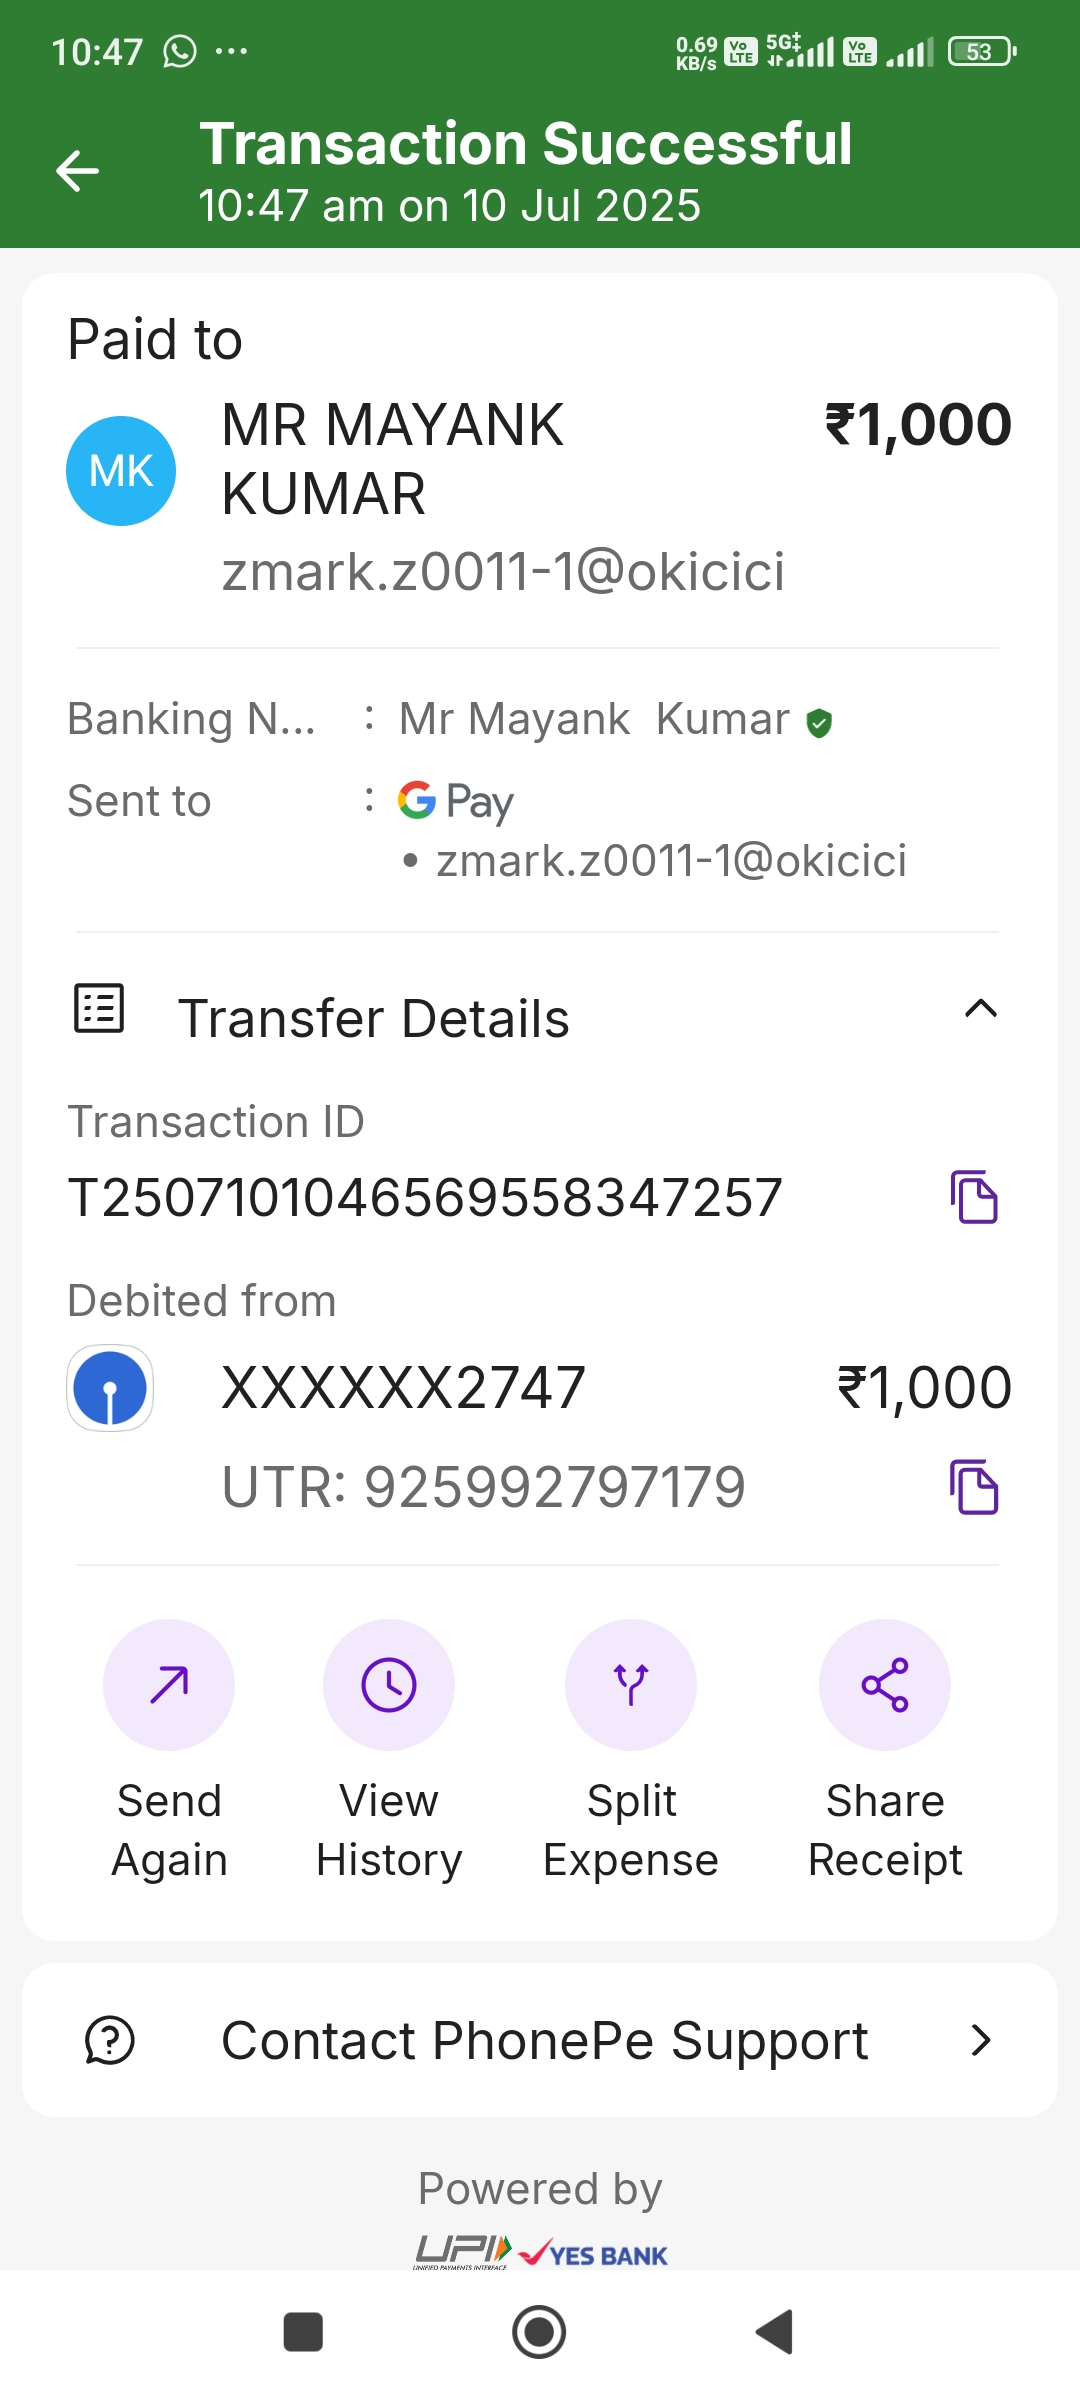 10:47 ... 0.69 KB/s Vo LTE 5G Vo LTE 53
Transaction Successful
10:47 am on 10 Jul 2025
Paid to
MK
MR MAYANK
KUMAR
₹1,000
zmark.z0011-1@okicici
Banking N... : Mr Mayank Kumar
Sent to : G Pay
• zmark.z0011-1@okicici
Transfer Details
Transaction ID
T2507101046569558347257
Debited from
XXXXXX2747 ₹1,000
UTR: 925992797179
Send
Again
View
History
Split
Expense
Share
Receipt
Contact PhonePe Support
Powered by
UPI YES BANK
UNIFIED PAYMENTS INTERFACE